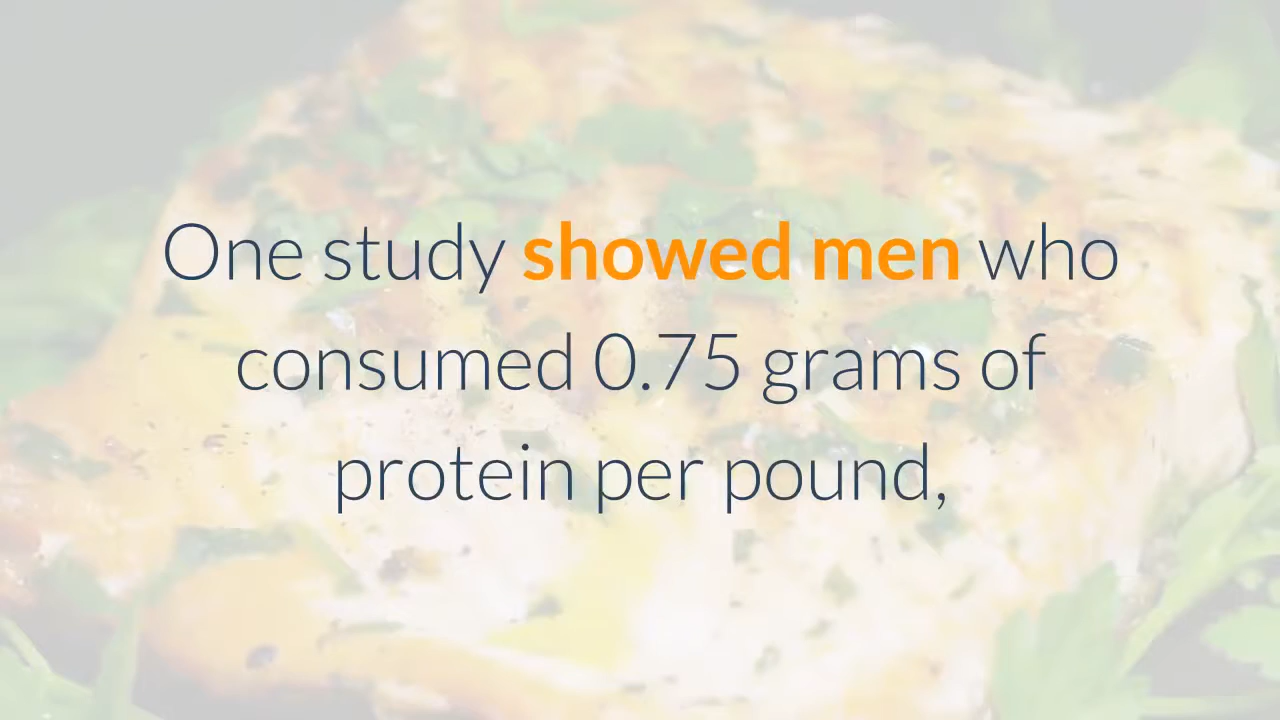 One study showed men who
consumed 0.75 grams of
protein per pound,